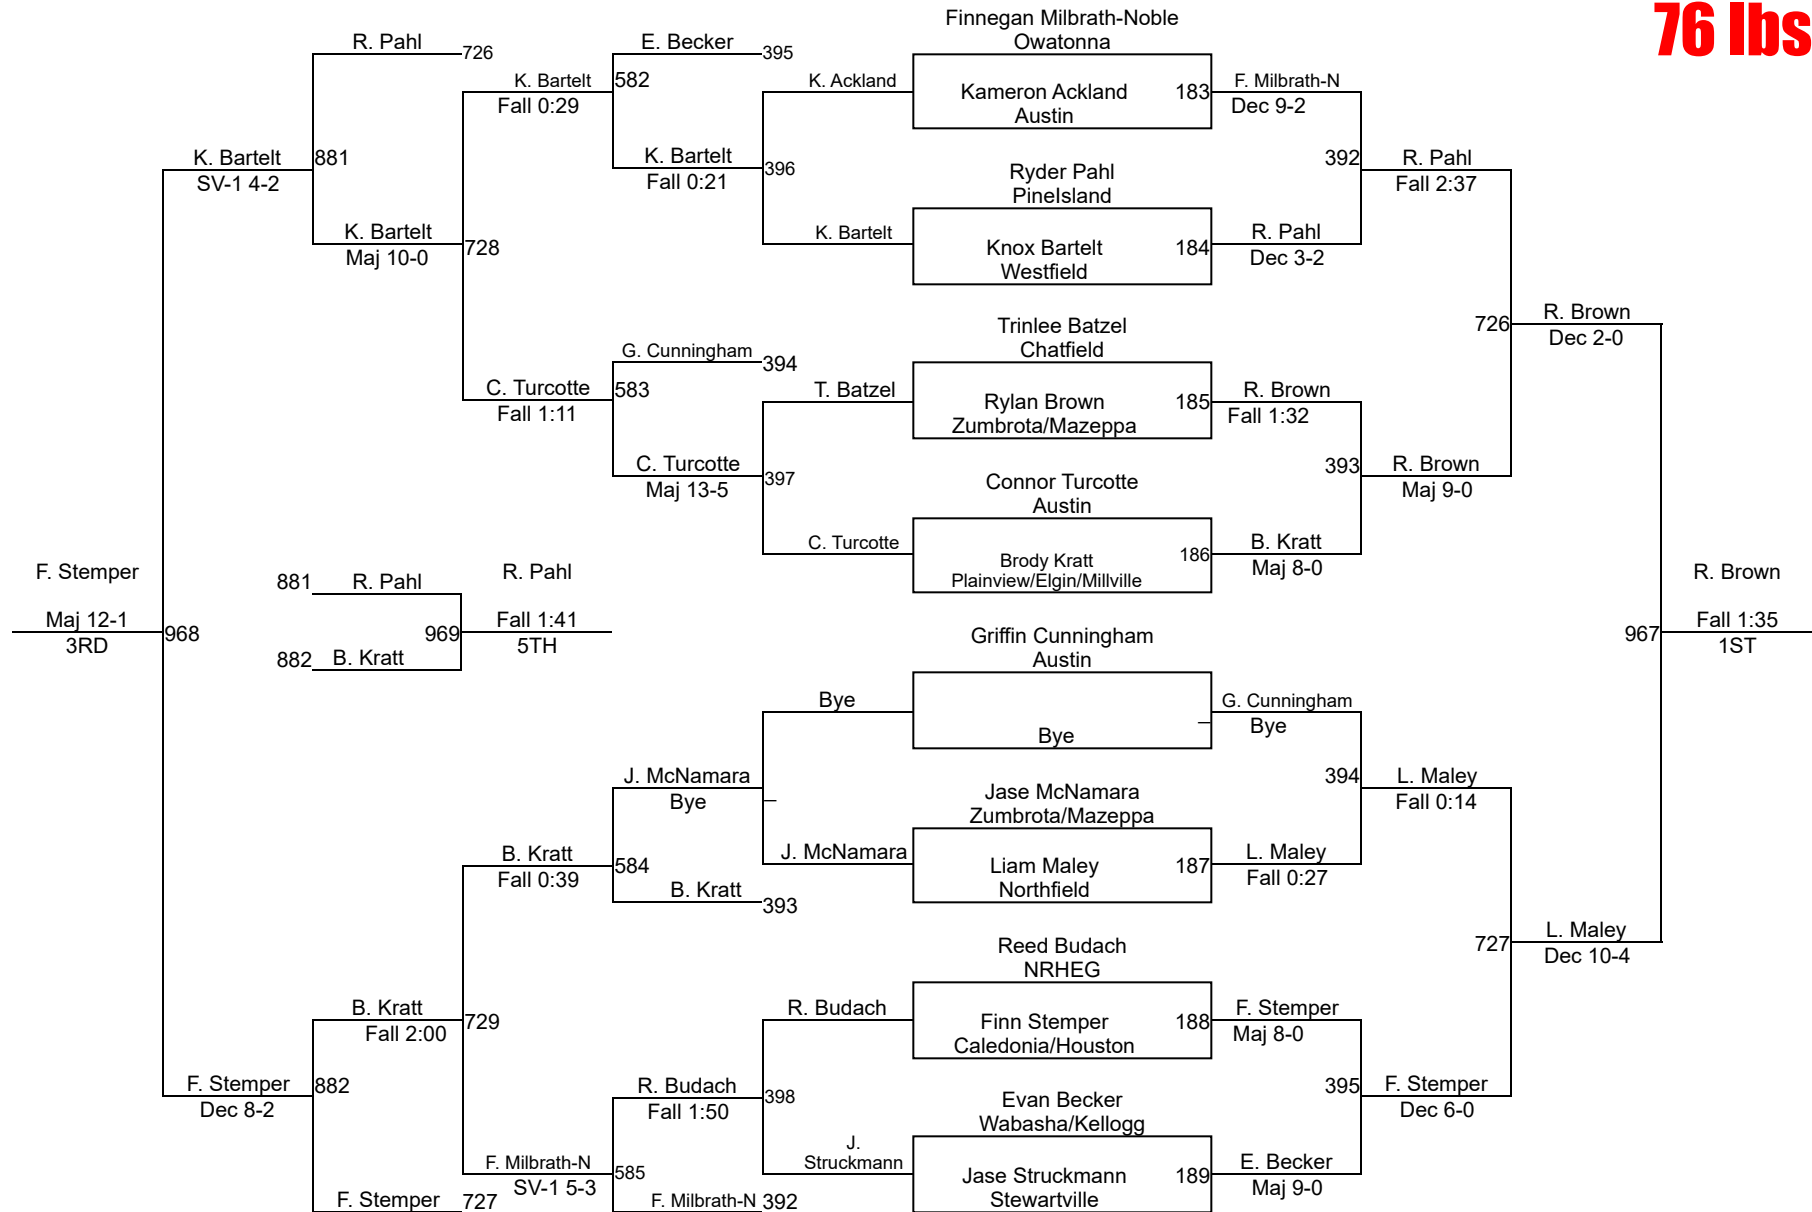 76 lbs
Finnegan Milbrath-Noble
Owatonna
R. Pahl
726
E. Becker
395
K. Bartelt
582
Fall 0:29
K. Ackland
Kameron Ackland
183
Austin
F. Milbrath-N
Dec 9-2
K. Bartelt
881
SV-1 4-2
K. Bartelt
396
Fall 0:21
Ryder Pahl
PineIsland
392
R. Pahl
Fall 2:37
K. Bartelt
728
Maj 10-0
K. Bartelt
Knox Bartelt
184
Westfield
R. Pahl
Dec 3-2
Trinlee Batzel
Chatfield
726
R. Brown
Dec 2-0
G. Cunningham
394
C. Turcotte
583
Fall 1:11
T. Batzel
Rylan Brown
185
Zumbrota/Mazeppa
R. Brown
Fall 1:32
C. Turcotte
397
Maj 13-5
Connor Turcotte
Austin
393
R. Brown
Maj 9-0
C. Turcotte
Brody Kratt
186
Plainview/Elgin/Millville
B. Kratt
Maj 8-0
F. Stemper
Maj 12-1
968
3RD
881
R. Pahl
882
B. Kratt
969
R. Pahl
Fall 1:41
5TH
R. Brown
967
Fall 1:35
1ST
Griffin Cunningham
Austin
Bye
Bye
G. Cunningham
Bye
J. McNamara
Bye
Jase McNamara
Zumbrota/Mazeppa
394
L. Maley
Fall 0:14
B. Kratt
584
Fall 0:39
J. McNamara
Liam Maley
187
Northfield
L. Maley
Fall 0:27
B. Kratt
393
727
L. Maley
Dec 10-4
Reed Budach
NRHEG
B. Kratt
729
Fall 2:00
R. Budach
Finn Stemper
188
Caledonia/Houston
F. Stemper
Maj 8-0
F. Stemper
882
Dec 8-2
R. Budach
398
Fall 1:50
Evan Becker
Wabasha/Kellogg
395
F. Stemper
Dec 6-0
F. Milbrath-N
585
SV-1 5-3
J.
Struckmann
Jase Struckmann
189
Stewartville
E. Becker
Maj 9-0
F. Stemper
727
F. Milbrath-N
392